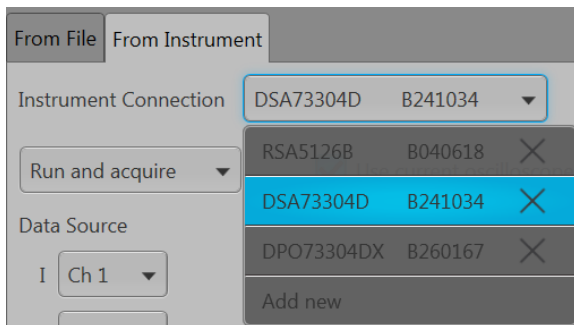 From File From Instrument
Instrument Connection DSA73304D B241034
RSA5126B B040618
Run and acquire
DSA73304D B241034
Data Source
DPO73304DX B260167
I Ch 1
Add new